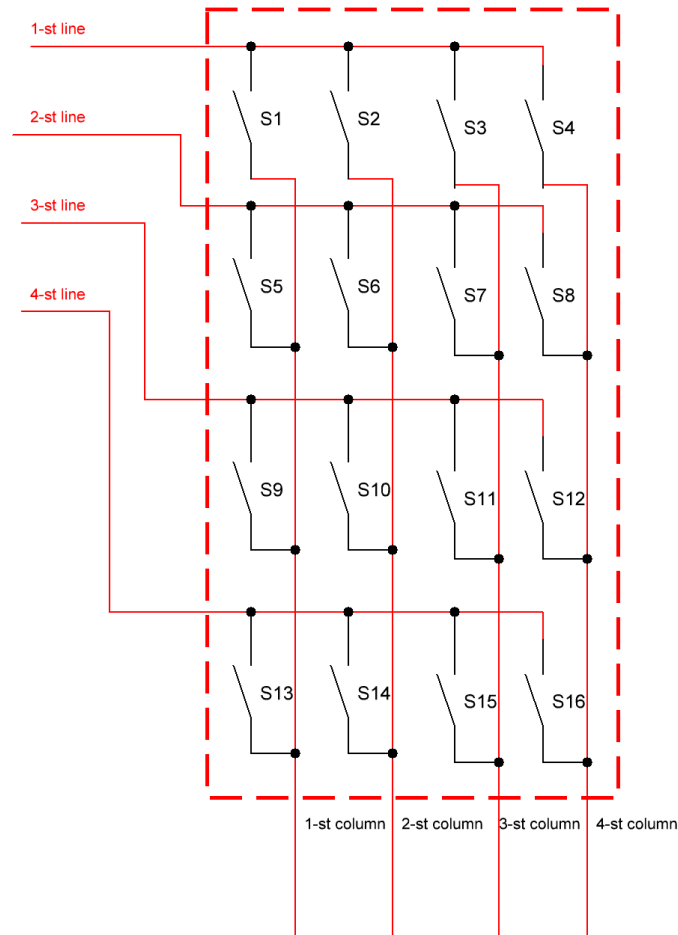 1-st line
S1 S2 S3 S4
2-st line
3-st line
S5 S6 S7 S8
4-st line
S9 S10 S11 S12
S13 S14 S15 S16
1-st column 2-st column 3-st column 4-st column